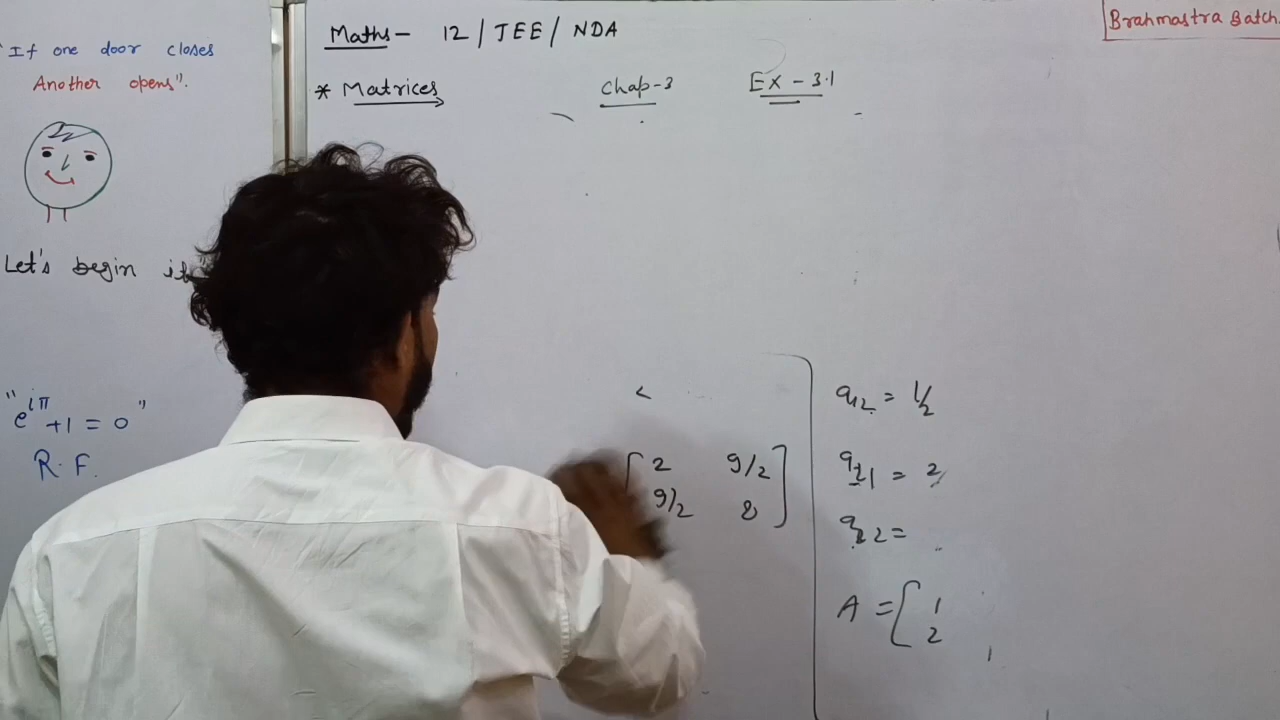 "If one door closes
Another opens".
Let's begin it
"e^{iπ} +1 = 0"
R. F.
Maths - 12 / JEE / NDA
* Matrices Chap-3 Ex - 3.1
Brahmastra Batch
[2 9/2
9/2 8]
a12 = 1/2
a21 = 2
a22 =
A = [1
2